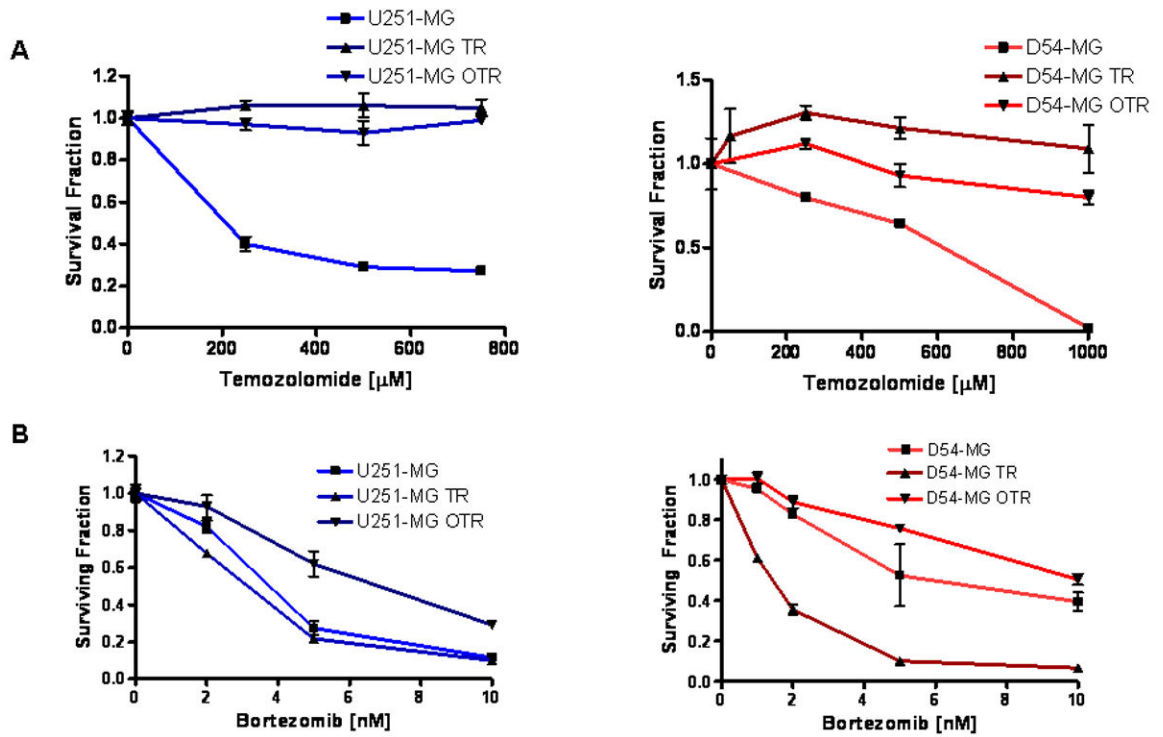 A
U251-MG
U251-MG TR
U251-MG OTR
Survival Fraction
1.2
1.0
0.8
0.6
0.4
0.2
0.0
0 200 400 600 800
Temozolomide [μM]
D54-MG
D54-MG TR
D54-MG OTR
Survival Fraction
1.5
1.0
0.5
0.0
0 200 400 600 800 1000
Temozolomide [μM]
B
U251-MG
U251-MG TR
U251-MG OTR
Surviving Fraction
1.2
1.0
0.8
0.6
0.4
0.2
0.0
0 2 4 6 8 10
Bortezomib [nM]
D54-MG
D54-MG TR
D54-MG OTR
Surviving Fraction
1.0
0.8
0.6
0.4
0.2
0.0
0 2 4 6 8 10
Bortezomib [nM]